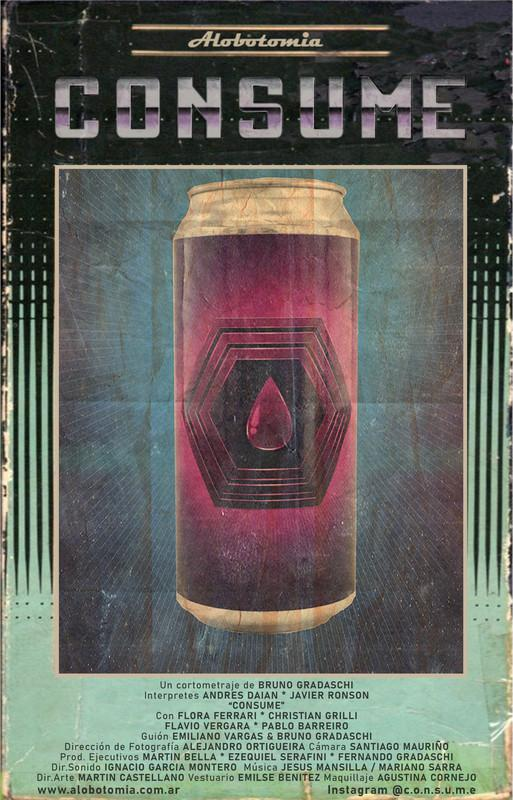 Alobotomia
CONSUME
Un cortometraje de BRUNO GRADASCHI
Interpretes ANDRES DAIAN * JAVIER RONSON
"CONSUME"
Con FLORA FERRARI * CHRISTIAN GRILLI
FLAVIO VERGARA * PABLO BARREIRO
Guión EMILIANO VARGAS & BRUNO GRADASCHI
Dirección de Fotografía ALEJANDRO ORTIGUEIRA Cámara SANTIAGO MAURIÑO
Prod. Ejecutivos MARTIN BELLA * EZEQUIEL SERAFINI * FERNANDO GRADASCHI
Dir.Sonido IGNACIO GARCIA MONTERO Música JESUS MANSILLA / MARIANO SARRA
Dir.Arte MARTIN CASTELLANO Vestuario EMILSE BENITEZ Maquillaje AGUSTINA CORNEJO
www.alobotomia.com.ar Instagram @c.o.n.s.u.m.e